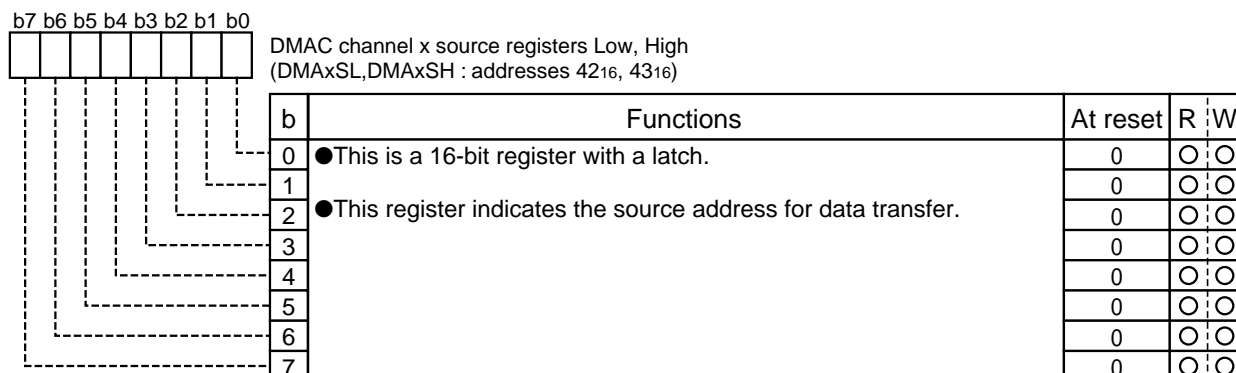 b7 b6 b5 b4 b3 b2 b1 b0
DMAC channel x source registers Low, High
(DMAxSL,DMAxSH : addresses 4216, 4316)
b Functions At reset R W
0 ●This is a 16-bit register with a latch. 0 ○ ○
1 0 ○ ○
2 ●This register indicates the source address for data transfer. 0 ○ ○
3 0 ○ ○
4 0 ○ ○
5 0 ○ ○
6 0 ○ ○
7 0 ○ ○